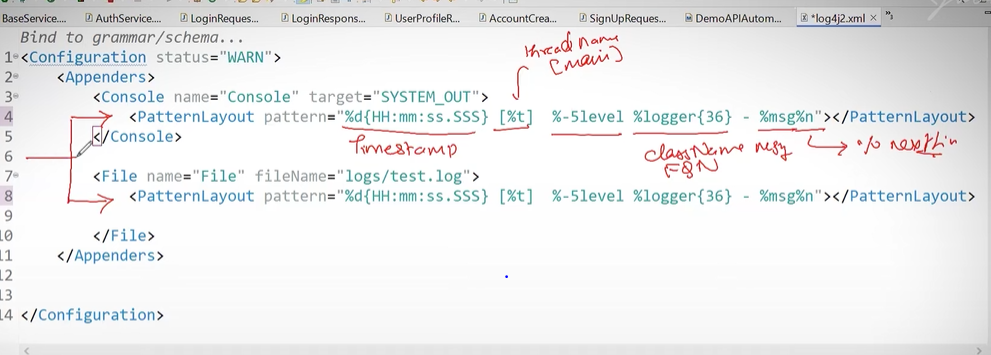 BaseService.... AuthService.... LoginReques... LoginRespons... UserProfileR... AccountCrea... SignUpReques... DemoAPIAutom... *log4j2.xml
Bind to grammar/schema...
1 <Configuration status="WARN">
2 <Appenders>
thread name
[main]
3 <Console name="Console" target="SYSTEM_OUT">
4 <PatternLayout pattern="%d{HH:mm:ss.SSS} [%t]  %-5level %logger{36} - %msg%n"></PatternLayout>
5 </Console>
Timestamp className msg
FQN
6
7 <File name="File" fileName="logs/test.log">
8 <PatternLayout pattern="%d{HH:mm:ss.SSS} [%t]  %-5level %logger{36} - %msg%n"></PatternLayout>
9
10 </File>
11 </Appenders>
12
13
14 </Configuration>